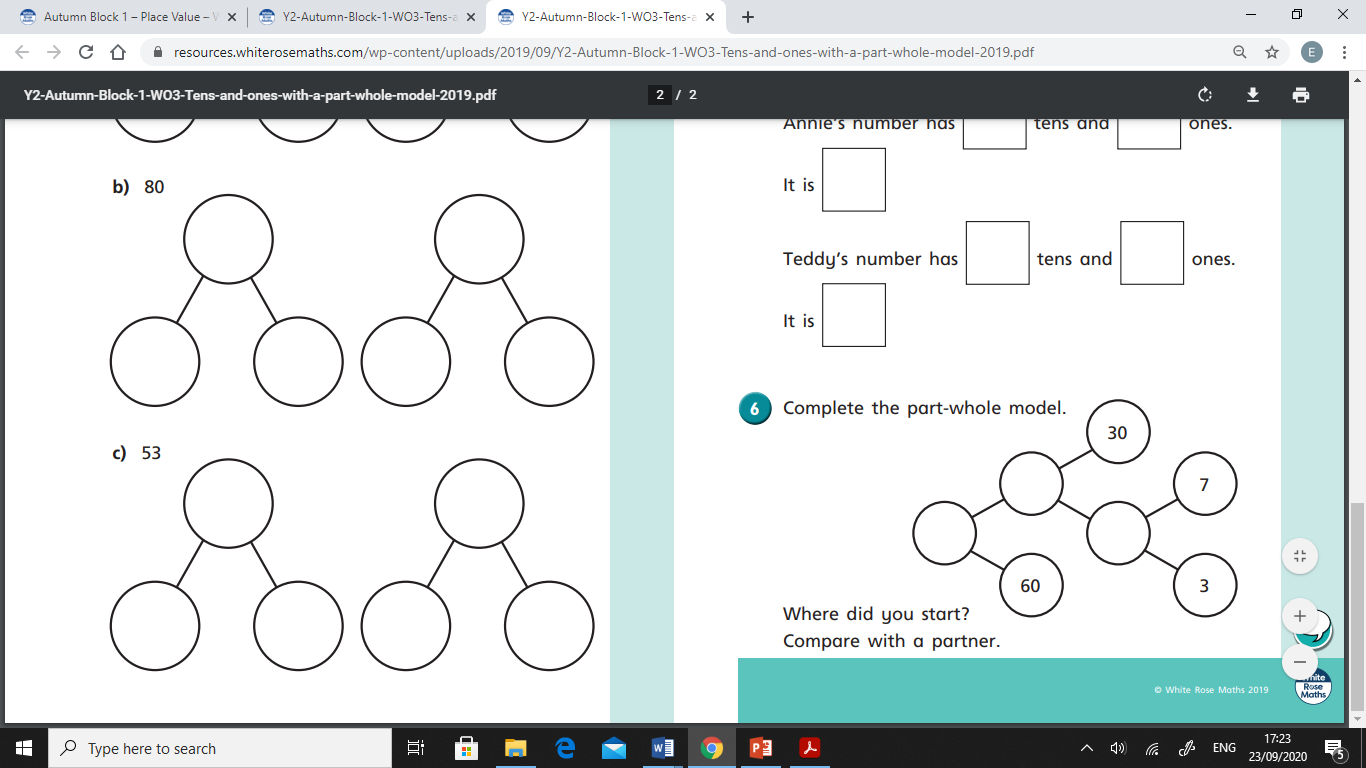 Autumn Block 1 – Place Value – W
Y2-Autumn-Block-1-WO3-Tens-a
Y2-Autumn-Block-1-WO3-Tens-a
resources.whiterosemaths.com/wp-content/uploads/2019/09/Y2-Autumn-Block-1-WO3-Tens-and-ones-with-a-part-whole-model-2019.pdf
E
Y2-Autumn-Block-1-WO3-Tens-and-ones-with-a-part-whole-model-2019.pdf
2 / 2
b) 80
c) 53
Annie's number has tens and ones.
It is
Teddy's number has tens and ones.
It is
6 Complete the part-whole model.
30
7
60
3
Where did you start?
Compare with a partner.
© White Rose Maths 2019
White
Rose
Maths
Type here to search
ENG
17:23
23/09/2020
5